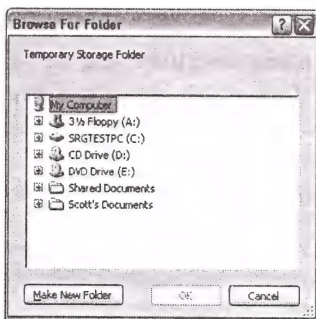 Browse For Folder
?
X
Temporary Storage Folder
My Computer
3½ Floppy (A:)
SRGTESTPC (C:)
CD Drive (D:)
DVD Drive (E:)
Shared Documents
Scott's Documents
Make New Folder
OK
Cancel